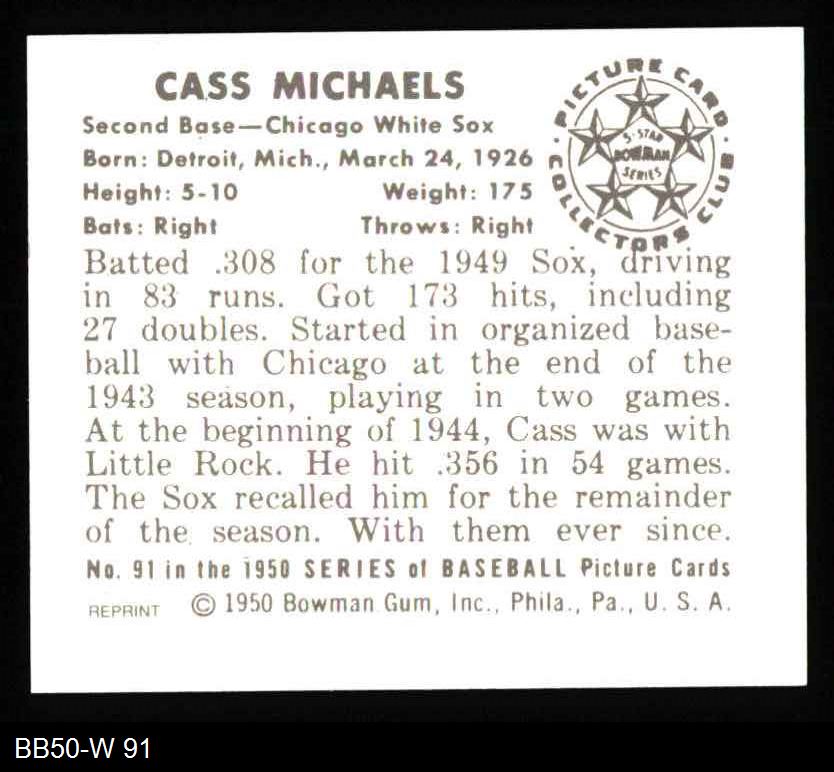 CASS MICHAELS
Second Base—Chicago White Sox
Born: Detroit, Mich., March 24, 1926
Height: 5-10 Weight: 175
Bats: Right Throws: Right
PICTURE CARD
COLLECTORS CLUB
5-STAR
BOWMAN
SERIES
Batted .308 for the 1949 Sox, driving
in 83 runs. Got 173 hits, including
27 doubles. Started in organized base-
ball with Chicago at the end of the
1943 season, playing in two games.
At the beginning of 1944, Cass was with
Little Rock. He hit .356 in 54 games.
The Sox recalled him for the remainder
of the season. With them ever since.
No. 91 in the 1950 SERIES of BASEBALL Picture Cards
REPRINT © 1950 Bowman Gum, Inc., Phila., Pa., U. S. A.
BB50-W 91